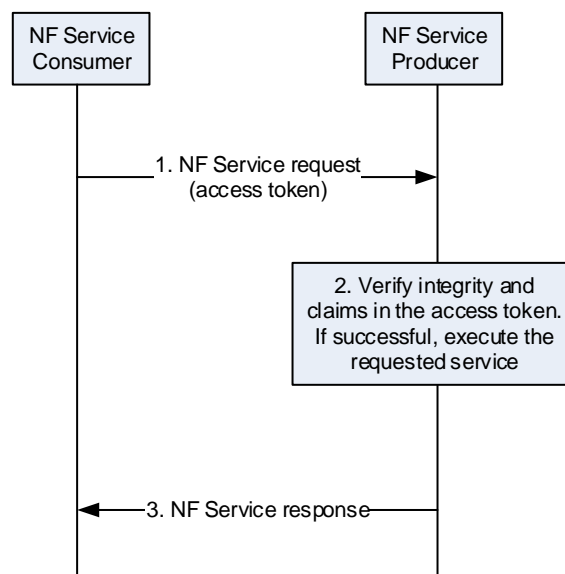 NF Service
Consumer
NF Service
Producer
1. NF Service request
(access token)
2. Verify integrity and
claims in the access token.
If successful, execute the
requested service
3. NF Service response